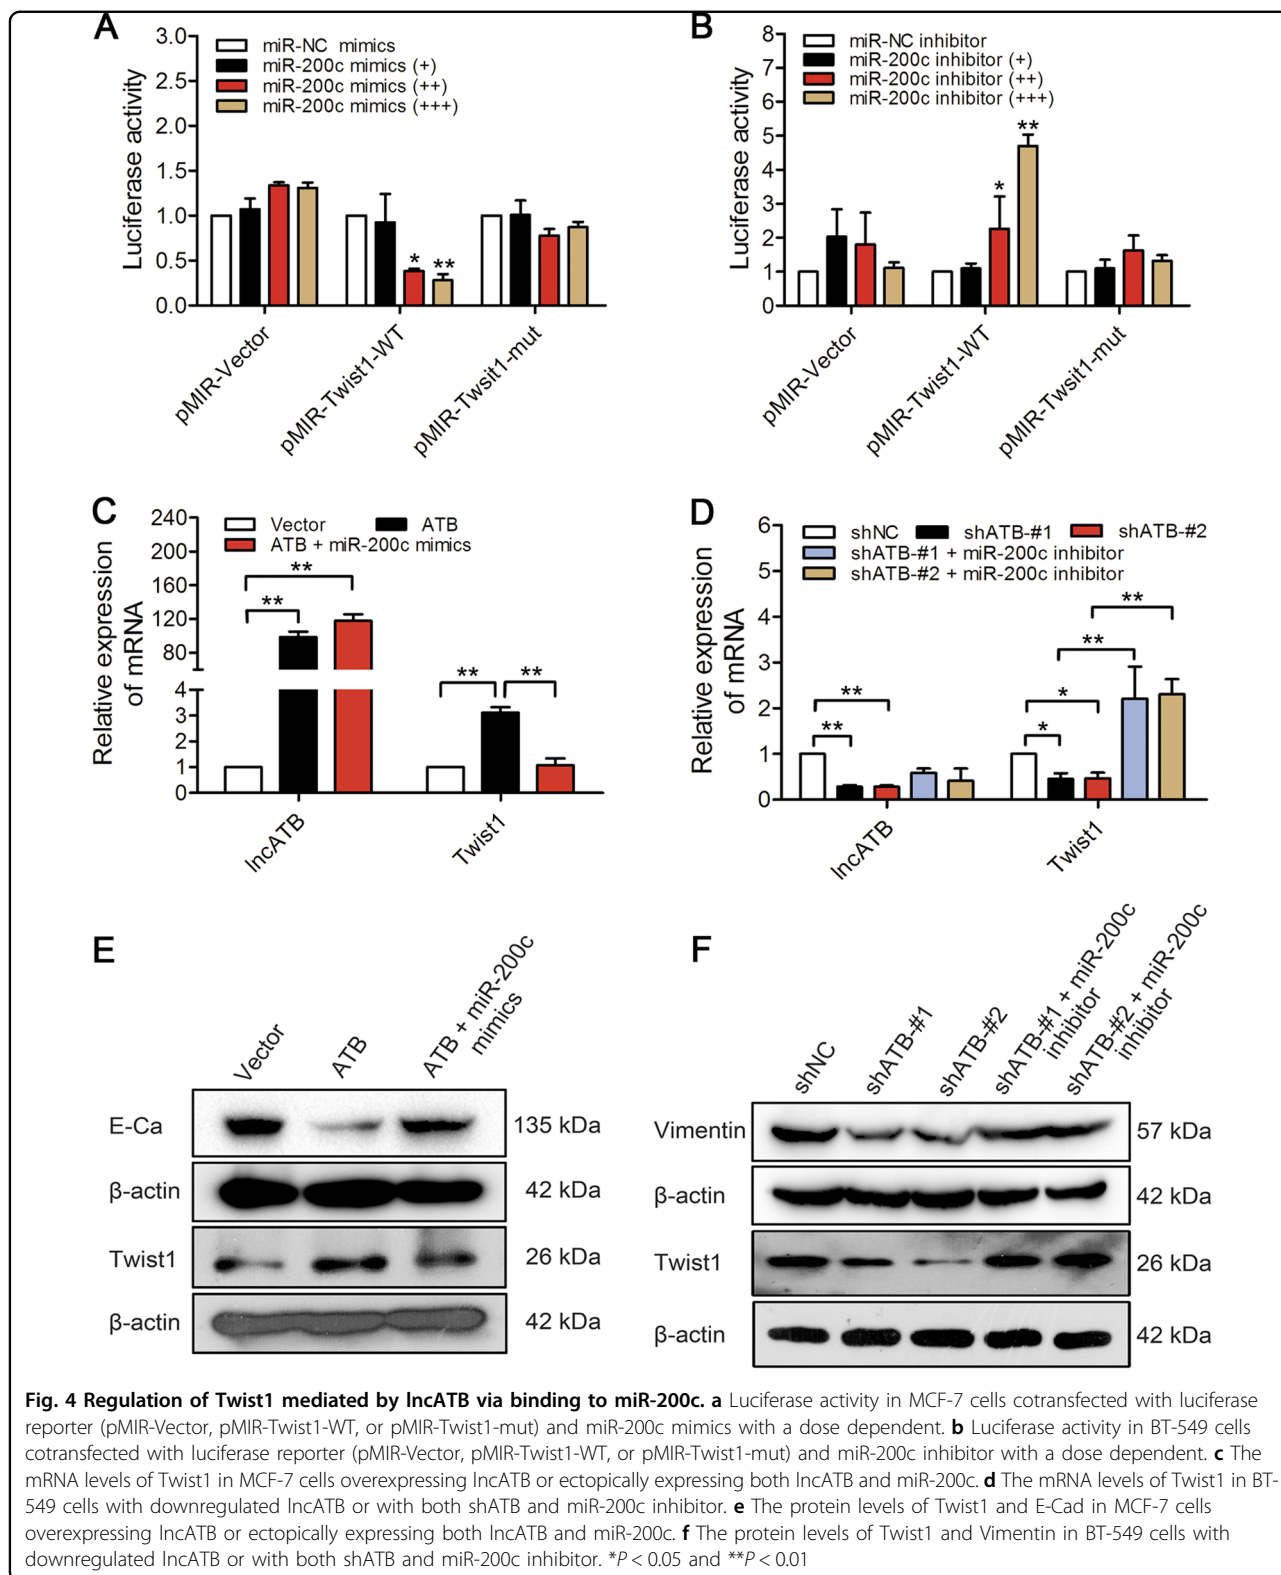 A
miR-NC mimics
miR-200c mimics (+)
miR-200c mimics (++)
miR-200c mimics (+++)
Luciferase activity
3.0
2.5
2.0
1.5
1.0
0.5
0.0
*
**
pMIR-Vector
pMIR-Twist1-WT
pMIR-Twsit1-mut
B
miR-NC inhibitor
miR-200c inhibitor (+)
miR-200c inhibitor (++)
miR-200c inhibitor (+++)
Luciferase activity
8
7
6
5
4
3
2
1
0
*
**
pMIR-Vector
pMIR-Twist1-WT
pMIR-Twsit1-mut
C
Vector
ATB
ATB + miR-200c mimics
Relative expression
of mRNA
240
200
160
120
80
4
3
2
1
0
**
**
**
**
lncATB
Twist1
D
shNC
shATB-#1
shATB-#2
shATB-#1 + miR-200c inhibitor
shATB-#2 + miR-200c inhibitor
Relative expression
of mRNA
6
5
4
3
2
1
0
**
**
*
*
**
**
lncATB
Twist1
E
Vector
ATB
ATB + miR-200c
mimics
E-Ca
135 kDa
β-actin
42 kDa
Twist1
26 kDa
β-actin
42 kDa
F
shNC
shATB-#1
shATB-#2
shATB-#1 + miR-200c
inhibitor
shATB-#2 + miR-200c
inhibitor
Vimentin
57 kDa
β-actin
42 kDa
Twist1
26 kDa
β-actin
42 kDa
Fig. 4 Regulation of Twist1 mediated by lncATB via binding to miR-200c. a Luciferase activity in MCF-7 cells cotransfected with luciferase
reporter (pMIR-Vector, pMIR-Twist1-WT, or pMIR-Twist1-mut) and miR-200c mimics with a dose dependent. b Luciferase activity in BT-549 cells
cotransfected with luciferase reporter (pMIR-Vector, pMIR-Twist1-WT, or pMIR-Twist1-mut) and miR-200c inhibitor with a dose dependent. c The
mRNA levels of Twist1 in MCF-7 cells overexpressing lncATB or ectopically expressing both lncATB and miR-200c. d The mRNA levels of Twist1 in BT-
549 cells with downregulated lncATB or with both shATB and miR-200c inhibitor. e The protein levels of Twist1 and E-Cad in MCF-7 cells
overexpressing lncATB or ectopically expressing both lncATB and miR-200c. f The protein levels of Twist1 and Vimentin in BT-549 cells with
downregulated lncATB or with both shATB and miR-200c inhibitor. *P < 0.05 and **P < 0.01